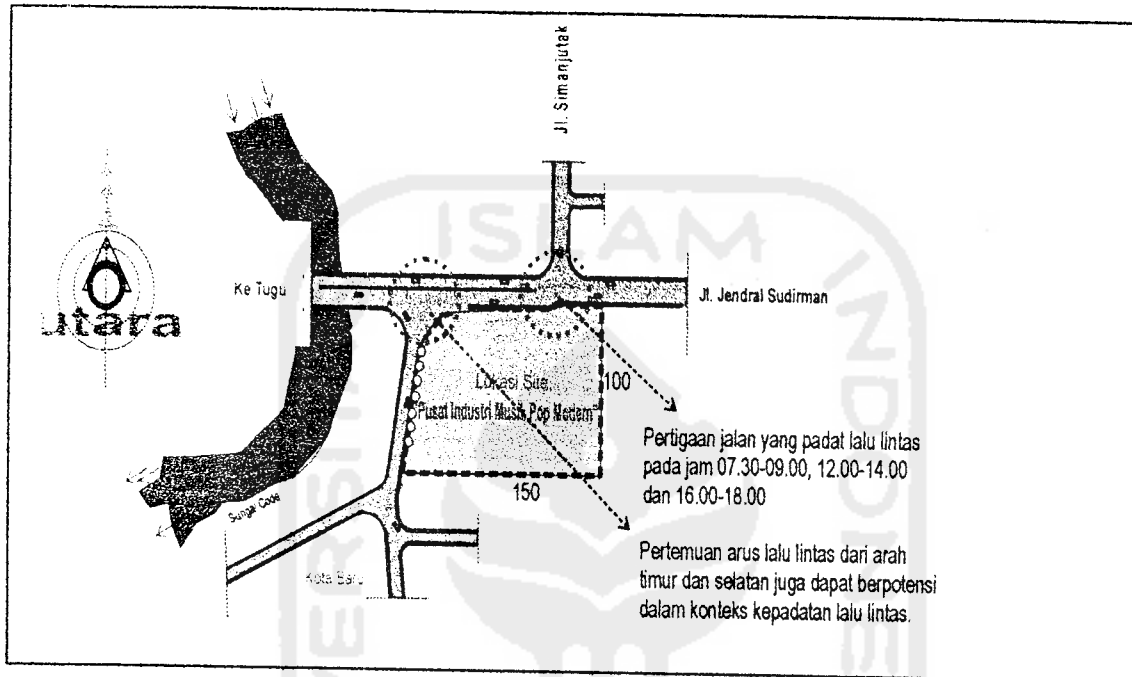 Jl. Simanjutak
Ke Tugu
Jl. Jendral Sudirman
utara
Lokasi Site
"Pusat Industri Musik Pop Modern"
100
150
Pertigaan jalan yang padat lalu lintas
pada jam 07.30-09.00, 12.00-14.00
dan 16.00-18.00
Sungai Code
Pertemuan arus lalu lintas dari arah
timur dan selatan juga dapat berpotensi
dalam konteks kepadatan lalu lintas.
Kota Baru
ISLAM
INDONE
ERSI